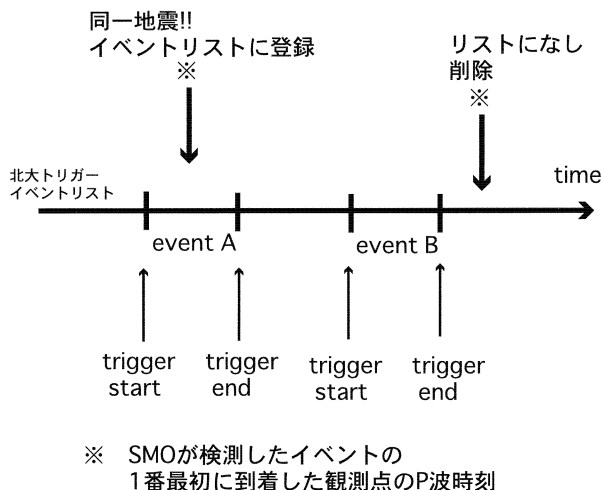 同一地震!!
イベントリストに登録
※
リストになし
削除
※
北大トリガー
イベントリスト
time
event A
event B
trigger
start
trigger
end
trigger
start
trigger
end
※ SMOが検測したイベントの
1番最初に到着した観測点のP波時刻